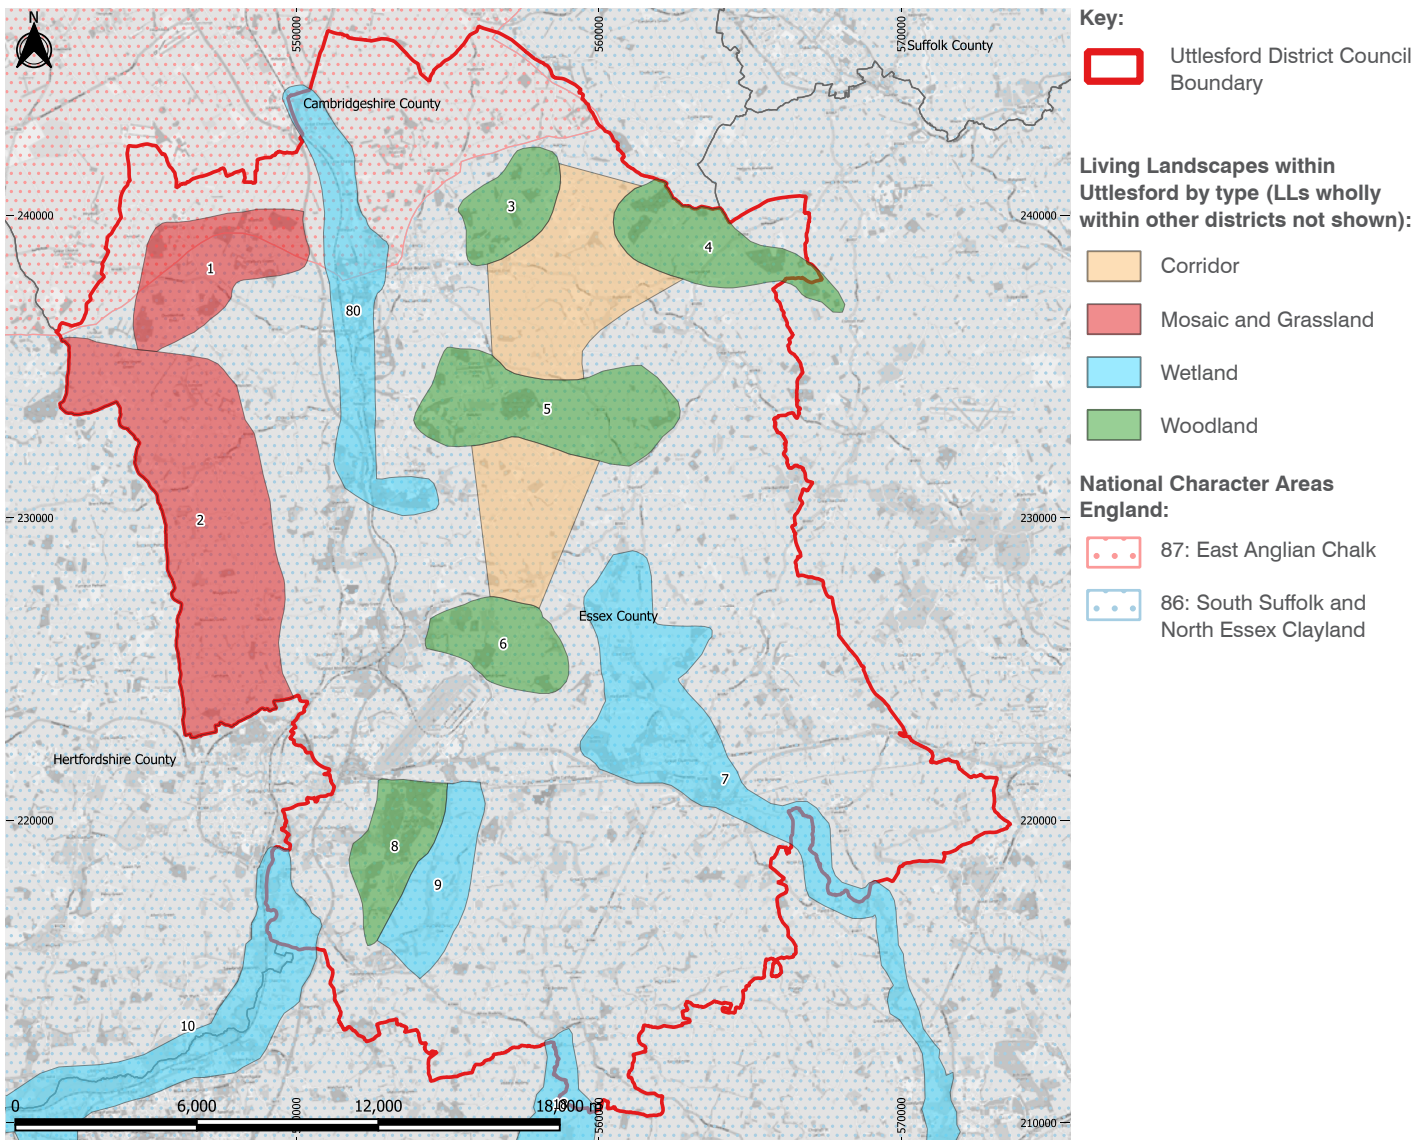 N
550000
560000
570000
Suffolk County
Cambridgeshire County
240000
240000
3
4
1
80
5
2
230000
230000
Essex County
6
Hertfordshire County
7
220000
220000
8
9
10
0
6,000
12,000
18,000 m
560000
570000
210000
Key:
Uttlesford District Council
Boundary
Living Landscapes within
Uttlesford by type (LLs wholly
within other districts not shown):
Corridor
Mosaic and Grassland
Wetland
Woodland
National Character Areas
England:
87: East Anglian Chalk
86: South Suffolk and
North Essex Clayland